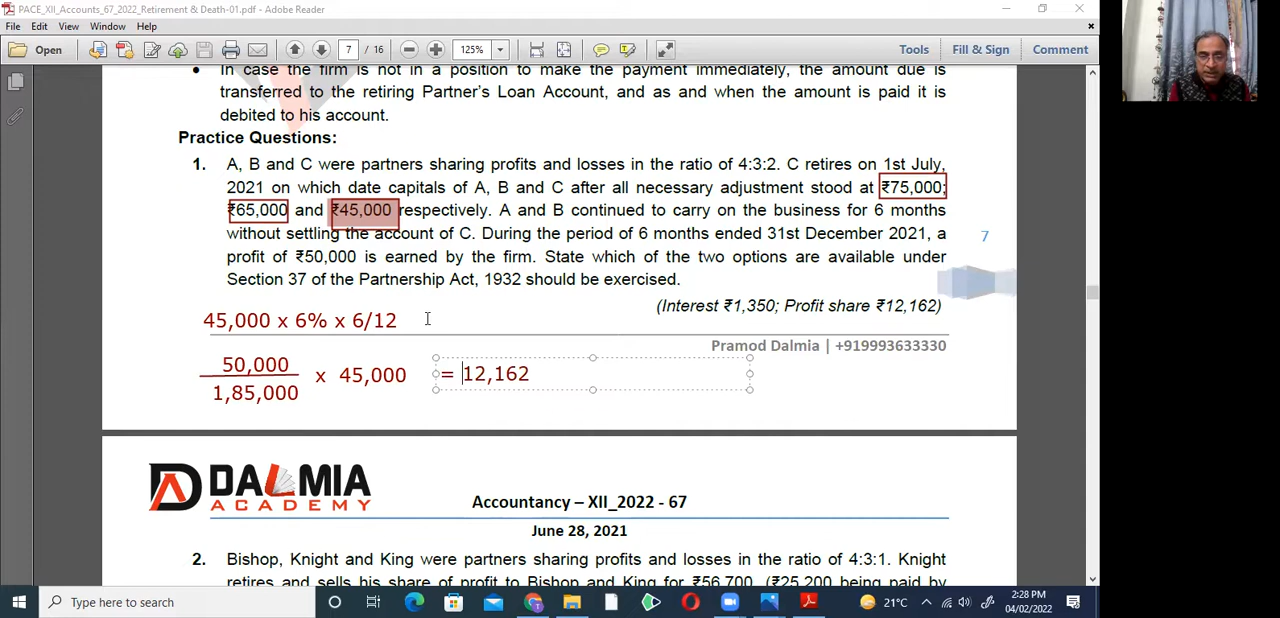 PACE_XII_Accounts_67_2022_Retirement & Death-01.pdf - Adobe Reader
File Edit View Window Help
Open 7 / 16 125% Tools Fill & Sign Comment
• In case the firm is not in a position to make the payment immediately, the amount due is
transferred to the retiring Partner's Loan Account, and as and when the amount is paid it is
debited to his account.
Practice Questions:
1. A, B and C were partners sharing profits and losses in the ratio of 4:3:2. C retires on 1st July,
2021 on which date capitals of A, B and C after all necessary adjustment stood at ₹75,000;
₹65,000 and ₹45,000 respectively. A and B continued to carry on the business for 6 months
without settling the account of C. During the period of 6 months ended 31st December 2021, a
profit of ₹50,000 is earned by the firm. State which of the two options are available under
Section 37 of the Partnership Act, 1932 should be exercised.
7
(Interest ₹1,350; Profit share ₹12,162)
45,000 x 6% x 6/12
Pramod Dalmia | +919993633330
50,000
1,85,000
x 45,000 = 12,162
DALMIA
ACADEMY
Accountancy – XII_2022 - 67
June 28, 2021
2. Bishop, Knight and King were partners sharing profits and losses in the ratio of 4:3:1. Knight
retires and sells his share of profit to Bishop and King for ₹56,700, (₹25,200 being paid by
Type here to search
21°C
2:28 PM
04/02/2022